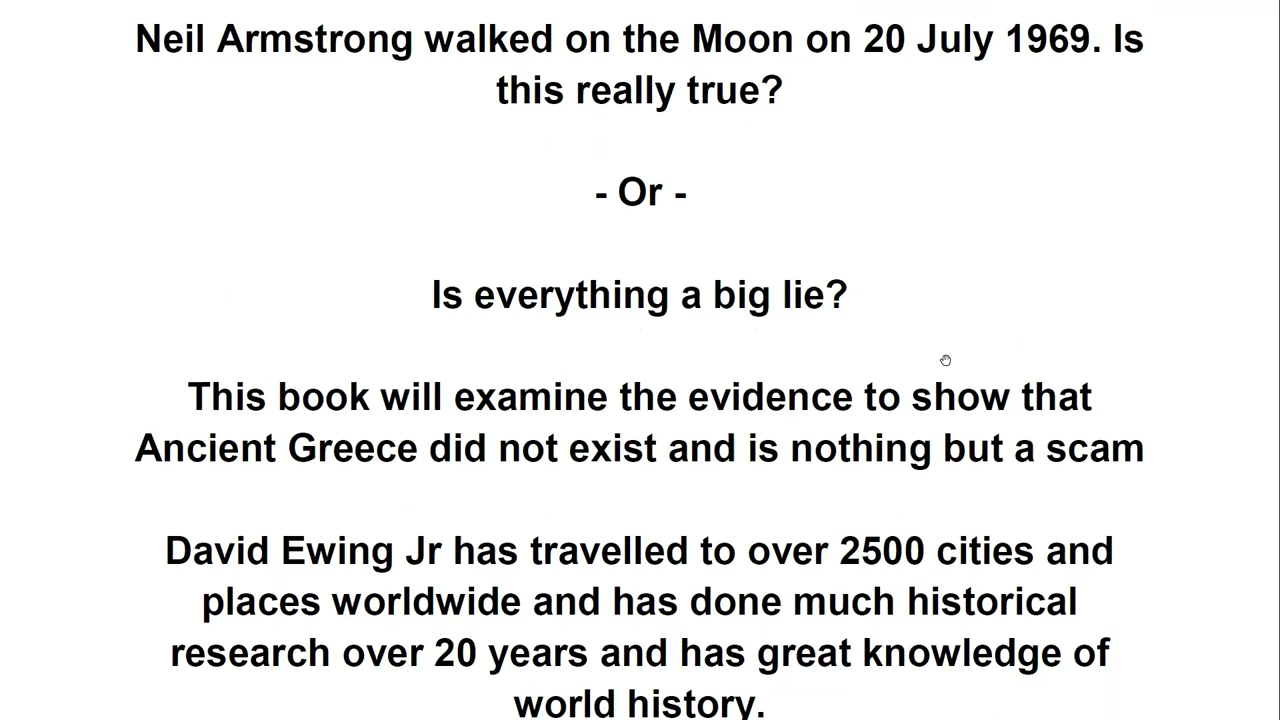 Neil Armstrong walked on the Moon on 20 July 1969. Is
this really true?
- Or -
Is everything a big lie?
This book will examine the evidence to show that
Ancient Greece did not exist and is nothing but a scam
David Ewing Jr has travelled to over 2500 cities and
places worldwide and has done much historical
research over 20 years and has great knowledge of
world history.